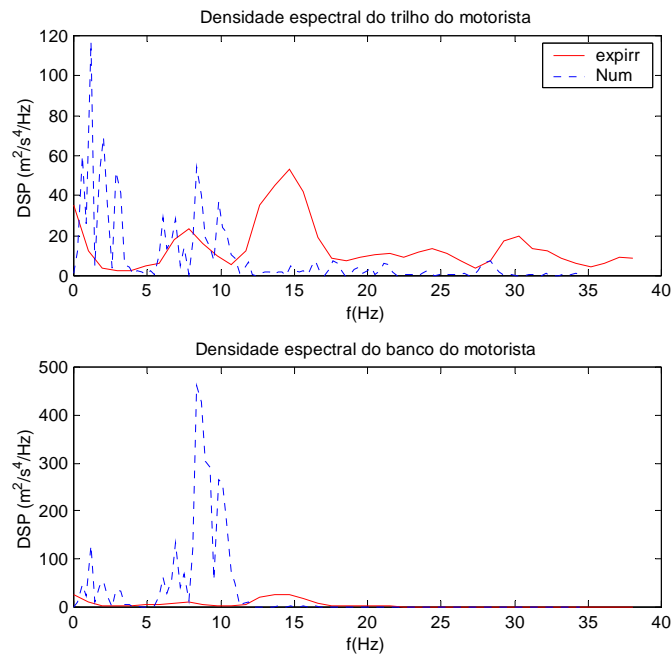 Densidade espectral do trilho do motorista
120
100
80
60
40
20
0
DSP (m²/s⁴/Hz)
expirr
Num
0 5 10 15 20 25 30 35 40
f(Hz)
Densidade espectral do banco do motorista
500
400
300
200
100
0
DSP (m²/s⁴/Hz)
0 5 10 15 20 25 30 35 40
f(Hz)